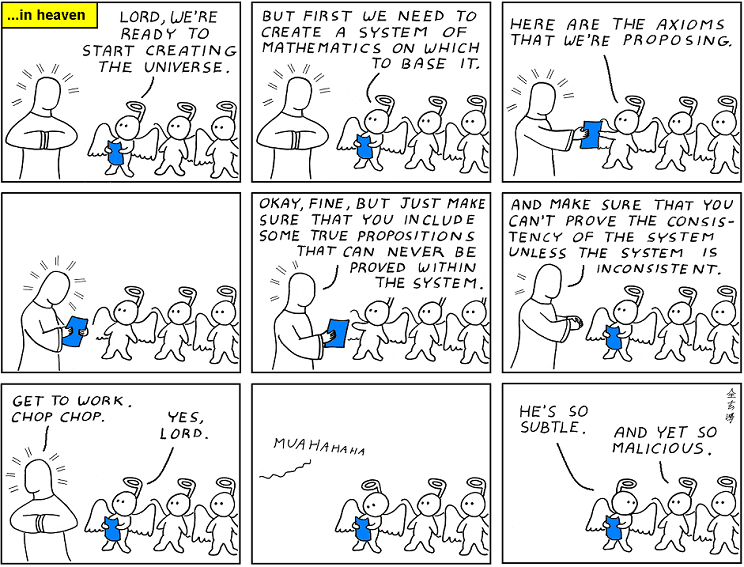 ...in heaven
LORD, WE'RE
READY TO
START CREATING
THE UNIVERSE.
BUT FIRST WE NEED TO
CREATE A SYSTEM OF
MATHEMATICS ON WHICH
TO BASE IT.
HERE ARE THE AXIOMS
THAT WE'RE PROPOSING.
OKAY, FINE, BUT JUST MAKE
SURE THAT YOU INCLUDE
SOME TRUE PROPOSITIONS
THAT CAN NEVER BE
PROVED WITHIN
THE SYSTEM.
AND MAKE SURE THAT YOU
CAN'T PROVE THE CONSIS-
TENCY OF THE SYSTEM
UNLESS THE SYSTEM IS
INCONSISTENT.
GET TO WORK.
CHOP CHOP.
YES,
LORD.
MUAHAHAHA
HE'S SO
SUBTLE.
AND YET SO
MALICIOUS.